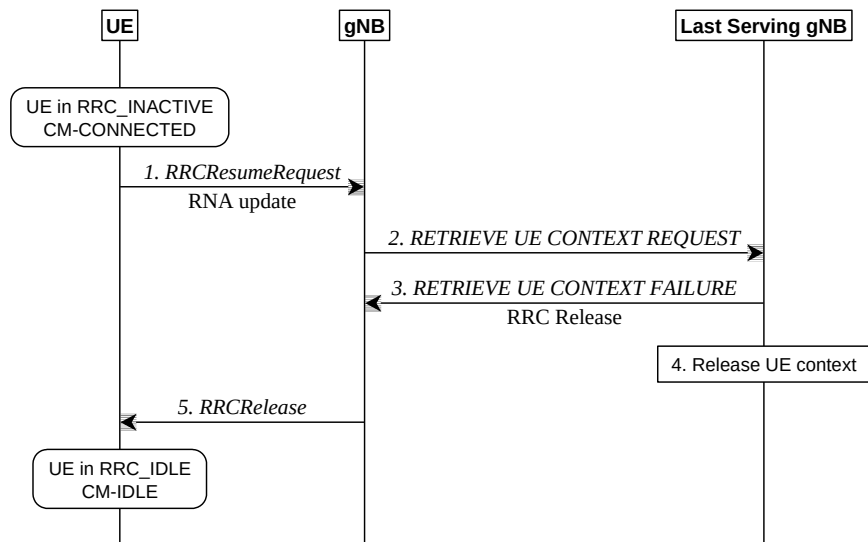 UE
gNB
Last Serving gNB
UE in RRC_INACTIVE
CM-CONNECTED
1. RRCResumeRequest
RNA update
2. RETRIEVE UE CONTEXT REQUEST
3. RETRIEVE UE CONTEXT FAILURE
RRC Release
4. Release UE context
5. RRCRelease
UE in RRC_IDLE
CM-IDLE